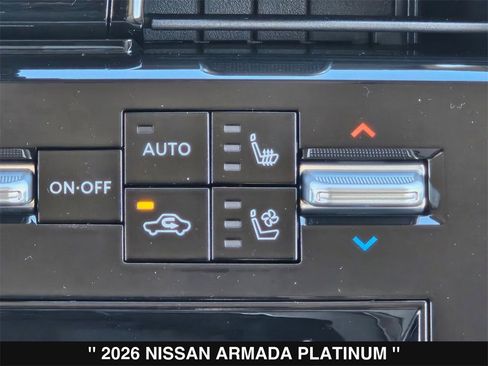 AUTO
ON·OFF
" 2026 NISSAN ARMADA PLATINUM "